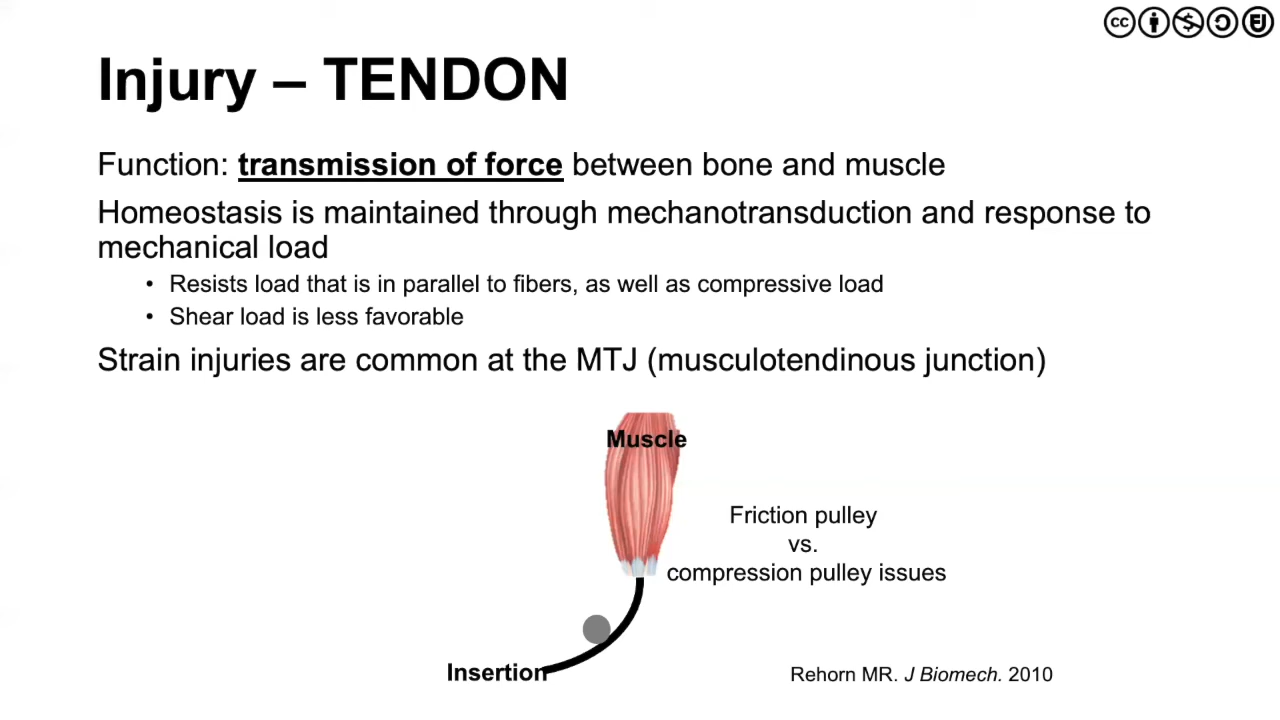 Injury – TENDON
Function: transmission of force between bone and muscle
Homeostasis is maintained through mechanotransduction and response to
mechanical load
• Resists load that is in parallel to fibers, as well as compressive load
• Shear load is less favorable
Strain injuries are common at the MTJ (musculotendinous junction)
Muscle
Friction pulley
vs.
compression pulley issues
Insertion
Rehorn MR. J Biomech. 2010
cc